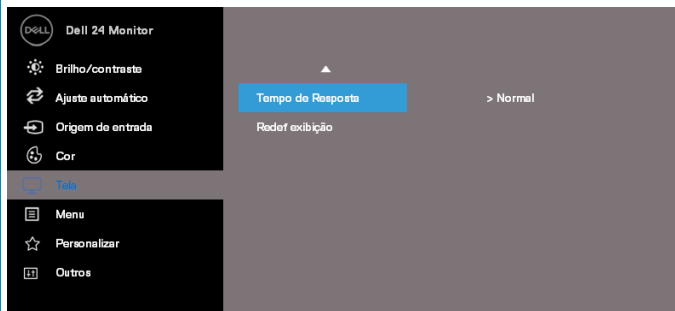 DELL
Dell 24 Monitor
Brilho/contraste
Ajuste automático
Origem de entrada
Cor
Tela
Menu
Personalizar
Outros
Tempo de Resposta
> Normal
Redef exibição